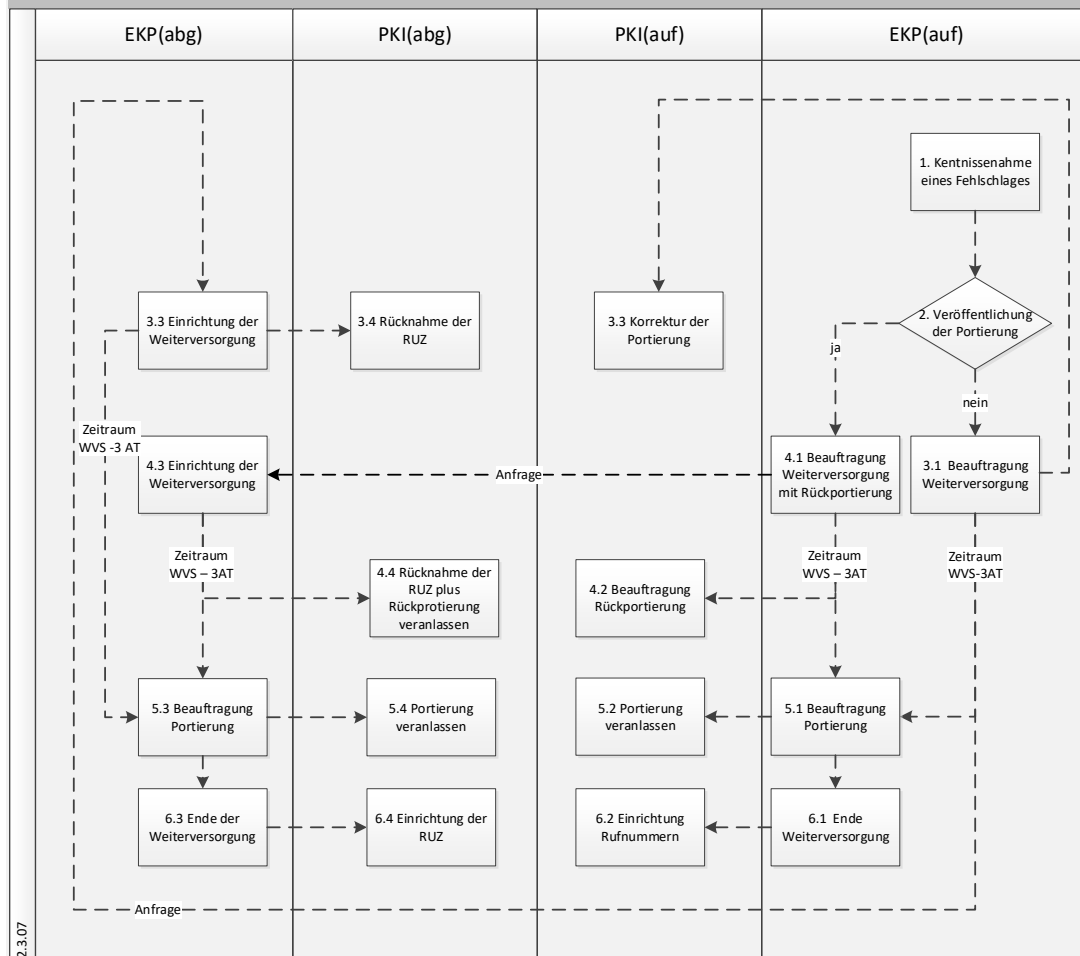 EKP(abg)
PKI(abg)
PKI(auf)
EKP(auf)
1. Kentnissenahme
eines Fehlschlages
2. Veröffentlichung
der Portierung
ja
nein
3.3 Einrichtung der
Weiterversorgung
3.4 Rücknahme der
RUZ
3.3 Korrektur der
Portierung
Zeitraum
WVS -3 AT
4.3 Einrichtung der
Weiterversorgung
Anfrage
4.1 Beauftragung
Weiterversorgung
mit Rückportierung
3.1 Beauftragung
Weiterversorgung
Zeitraum
WVS – 3AT
Zeitraum
WVS – 3AT
Zeitraum
WVS-3AT
4.4 Rücknahme der
RUZ plus
Rückprotierung
veranlassen
4.2 Beauftragung
Rückportierung
5.3 Beauftragung
Portierung
5.4 Portierung
veranlassen
5.2 Portierung
veranlassen
5.1 Beauftragung
Portierung
6.3 Ende der
Weiterversorgung
6.4 Einrichtung der
RUZ
6.2 Einrichtung
Rufnummern
6.1 Ende
Weiterversorgung
Anfrage
2.3.07